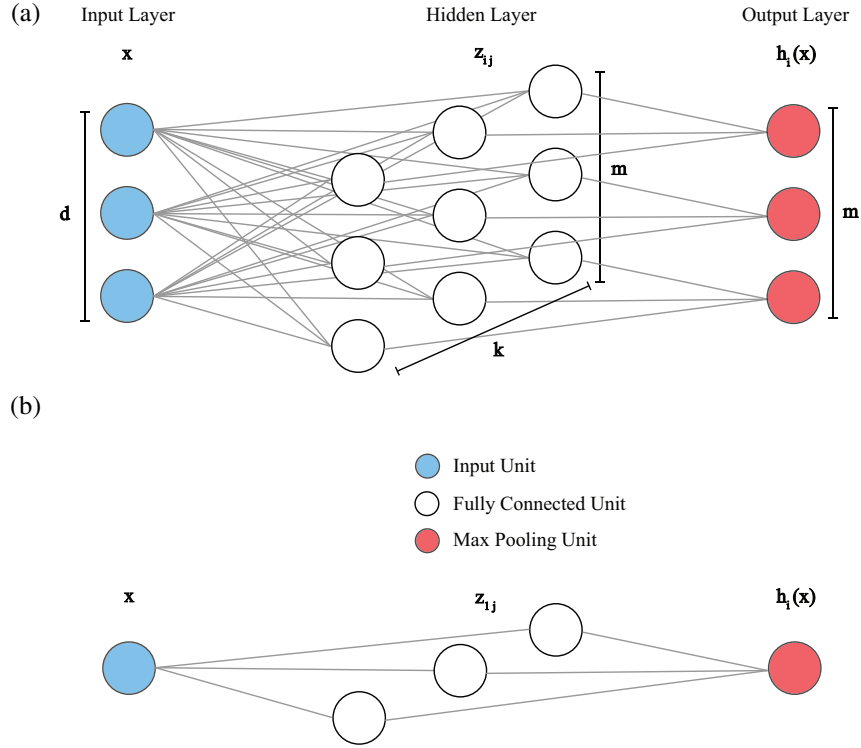 (a)
Input Layer Hidden Layer Output Layer
x z_ij h_i(x)
d
m
m
k
(b)
Input Unit
Fully Connected Unit
Max Pooling Unit
x z_1j h_i(x)